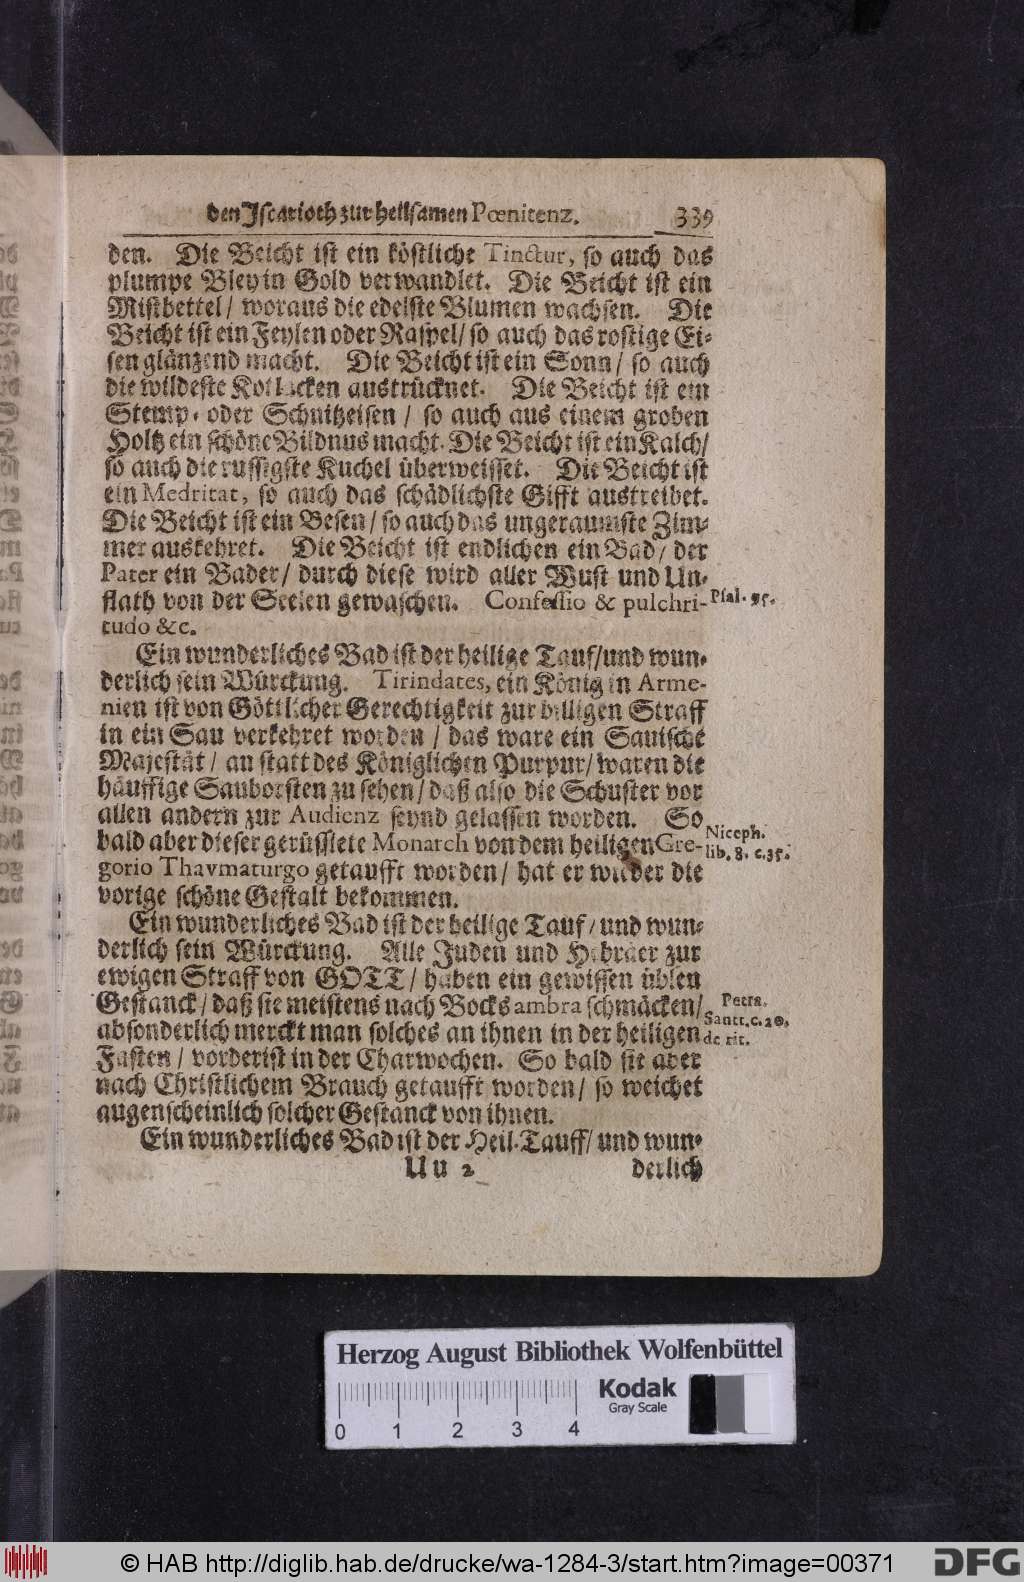 den Iscarioth zur heilsamen Pœnitenz. 339
den. Die Beicht ist ein köstliche Tinctur, so auch das
plumpe Bley in Gold verwandlet. Die Beicht ist ein
Mistbettel / woraus die edelste Blumen wachsen. Die
Beicht ist ein Feylen oder Raspel / so auch das rostige Ei-
sen glänzend macht. Die Beicht ist ein Sonn / so auch
die wildeste Kotlacken austrücknet. Die Beicht ist ein
Stemp- oder Schnitzeisen / so auch aus einem groben
Holtz ein schöne Bildnus macht. Die Beicht ist ein Kalch /
so auch die russigste Kuchel überweisset. Die Beicht ist
ein Medritat, so auch das schädlichste Gifft austreibet.
Die Beicht ist ein Besen / so auch das ungeraumste Zim-
mer auskehret. Die Beicht ist endlichen ein Bad / der
Pater ein Bader / durch diese wird aller Wust und Un-
flath von der Seelen gewaschen. Confessio & pulchri-
tudo &c.
Psal. 95.
Ein wunderliches Bad ist der heilige Tauf / und wun-
derlich sein Würckung. Tirindates, ein König in Arme-
nien ist von Göttlicher Gerechtigkeit zur billigen Straff
in ein Sau verkehret worden / das ware ein Sauische
Majestät / an statt des Königlichen Purpur / waren die
häuffige Sauborsten zu sehen / daß also die Schuster vor
allen andern zur Audienz seynd gelassen worden. So
bald aber dieser gerüsslete Monarch von dem heiligen Gre-
gorio Thavmaturgo getaufft worden / hat er wieder die
vorige schöne Gestalt bekommen.
Niceph.
lib. 8. c. 35.
Ein wunderliches Bad ist der heilige Tauf / und wun-
derlich sein Würckung. Alle Juden und Hebräer zur
ewigen Straff von GOTT / haben ein gewissen üblen
Gestanck / daß sie meistens nach Bocks ambra schmäcken /
absonderlich merckt man solches an ihnen in der heiligen
Fasten / vorderist in der Charwochen. So bald sie aber
nach Christlichem Brauch getaufft worden / so weichet
augenscheinlich solcher Gestanck von ihnen.
Petra.
Sanct. c. 20.
de rit.
Ein wunderliches Bad ist der Heil. Tauff / und wun-
Uu 2 derlich
Herzog August Bibliothek Wolfenbüttel
Kodak
Gray Scale
0 1 2 3 4
© HAB http://diglib.hab.de/drucke/wa-1284-3/start.htm?image=00371
DFG